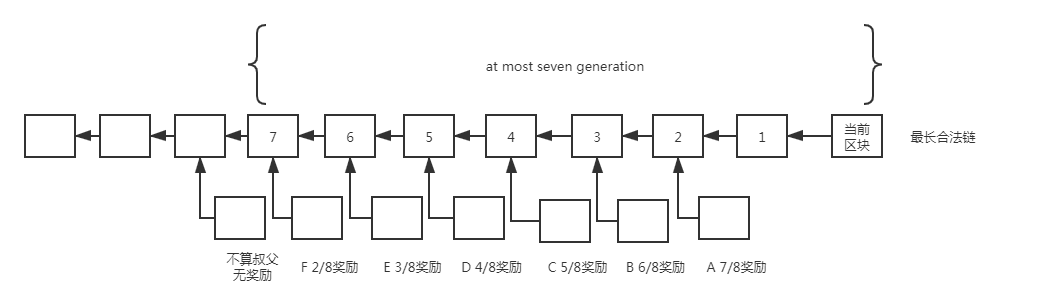 at most seven generation
7
6
5
4
3
2
1
当前
区块
最长合法链
不算叔父
无奖励
F 2/8奖励
E 3/8奖励
D 4/8奖励
C 5/8奖励
B 6/8奖励
A 7/8奖励